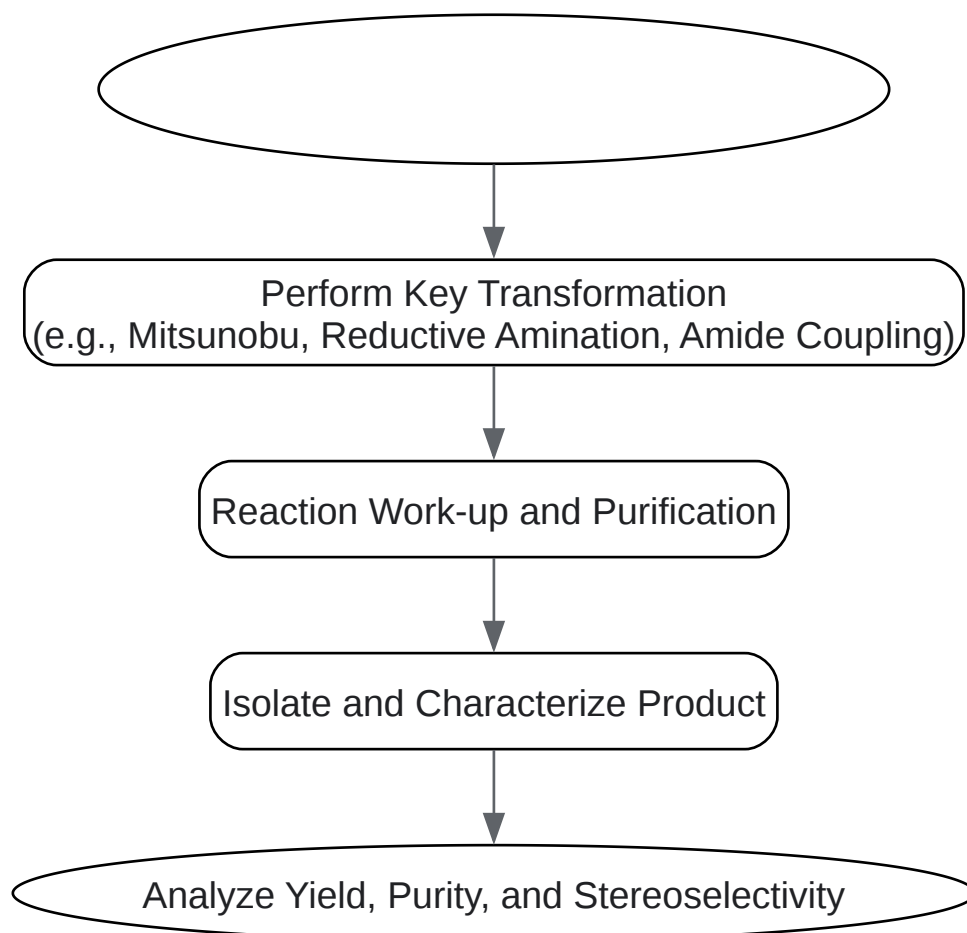 Perform Key Transformation
(e.g., Mitsunobu, Reductive Amination, Amide Coupling)
Reaction Work-up and Purification
Isolate and Characterize Product
Analyze Yield, Purity, and Stereoselectivity